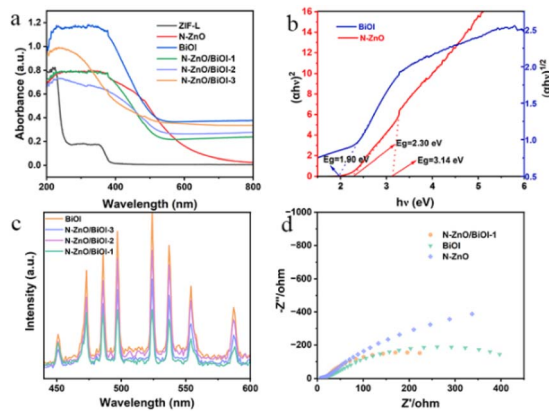 a
Absorbance (a.u.)
1.2
1.0
0.8
0.6
0.4
0.2
0.0
ZIF-L
N-ZnO
BiOI
N-ZnO/BiOI-1
N-ZnO/BiOI-2
N-ZnO/BiOI-3
200
400
600
800
Wavelength (nm)
b
(αhν)²
16
14
12
10
8
6
4
2
0
BiOI
N-ZnO
Eg=1.90 eV
Eg=2.30 eV
Eg=3.14 eV
2.5
2.0
1.5
1.0
0.5
(αhν)^1/2
2
3
4
5
6
hν (eV)
c
Intensity (a.u.)
BiOI
N-ZnO/BiOI-3
N-ZnO/BiOI-2
N-ZnO/BiOI-1
450
500
550
600
Wavelength (nm)
d
-Z''/ohm
-1000
-800
-600
-400
-200
0
N-ZnO/BiOI-1
BiOI
N-ZnO
0
100
200
300
400
500
Z'/ohm